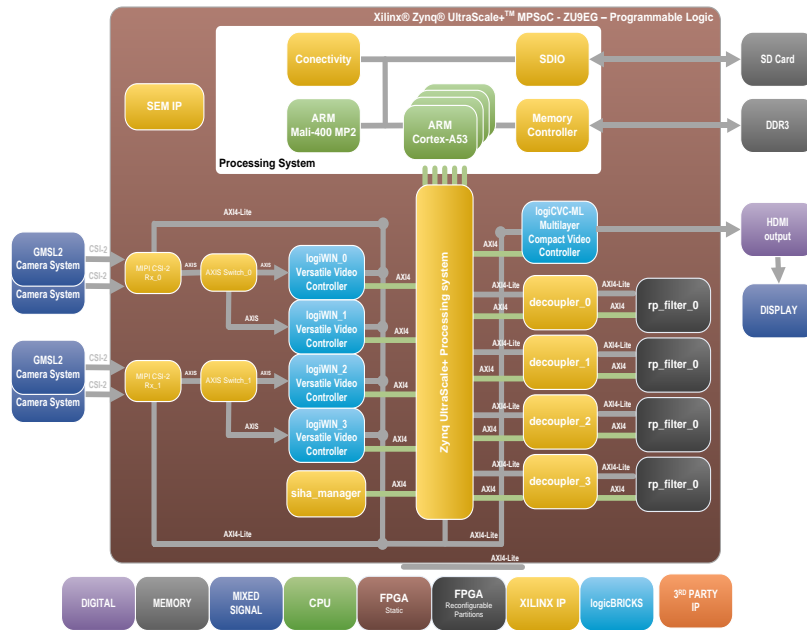 Xilinx® Zynq® UltraScale+™ MPSoC - ZU9EG – Programmable Logic
Conectivity
SDIO
SD Card
SEM IP
ARM
Mali-400 MP2
ARM
Cortex-A53
Memory
Controller
DDR3
Processing System
AXI4-Lite
logiCVC-ML
Multilayer
Compact Video
Controller
HDMI
output
DISPLAY
GMSL2
Camera System
Camera System
CSI-2
CSI-2
MIPI CSI-2
Rx_0
AXIS
AXIS Switch_0
AXIS
logiWIN_0
Versatile Video
Controller
AXI4
AXI4
AXIS
logiWIN_1
Versatile Video
Controller
AXI4
GMSL2
Camera System
Camera System
CSI-2
CSI-2
MIPI CSI-2
Rx_1
AXIS
AXIS Switch_1
AXIS
logiWIN_2
Versatile Video
Controller
AXI4
AXIS
logiWIN_3
Versatile Video
Controller
AXI4
siha_manager
AXI4
AXI4-Lite
Zynq UltraScale+ Processing system
AXI4-Lite
AXI4
decoupler_0
AXI4-Lite
AXI4
rp_filter_0
AXI4-Lite
AXI4
decoupler_1
AXI4-Lite
AXI4
rp_filter_0
AXI4-Lite
AXI4
decoupler_2
AXI4-Lite
AXI4
rp_filter_0
AXI4-Lite
AXI4
decoupler_3
AXI4-Lite
AXI4
rp_filter_0
AXI4-Lite
AXI4-Lite
DIGITAL
MEMORY
MIXED
SIGNAL
CPU
FPGA
Static
FPGA
Reconfigurable
Partitions
XILINX IP
logicBRICKS
3RD PARTY
IP